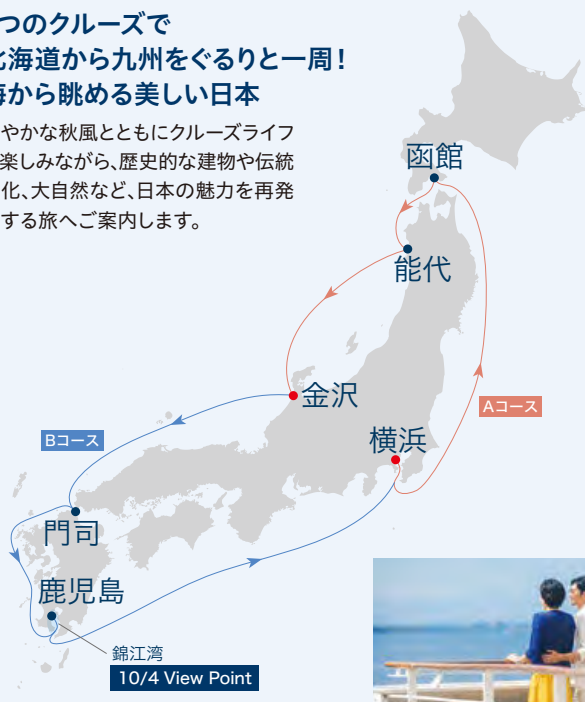 つのクルーズで
北海道から九州をぐるりと一周！
海から眺める美しい日本
やかな秋風とともにクルーズライフ
楽しみながら、歴史的な建物や伝統
化、大自然など、日本の魅力を再発
する旅へご案内します。
函館
能代
金沢
Aコース
横浜
Bコース
門司
鹿児島
錦江湾
10/4 View Point